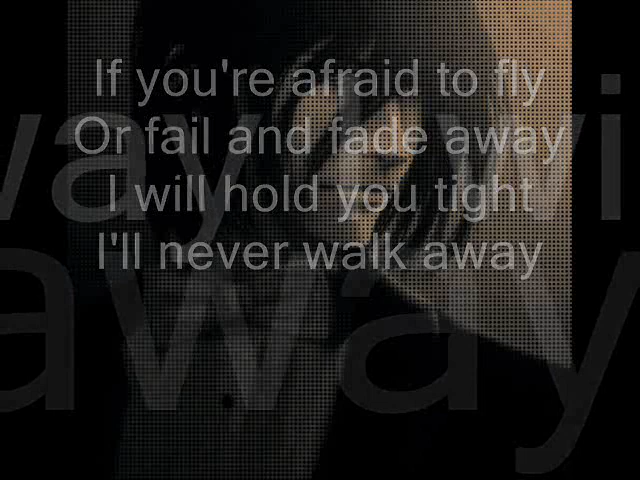 If you're afraid to fly
Or fail and fade away
I will hold you tight
I'll never walk away
way wi
away